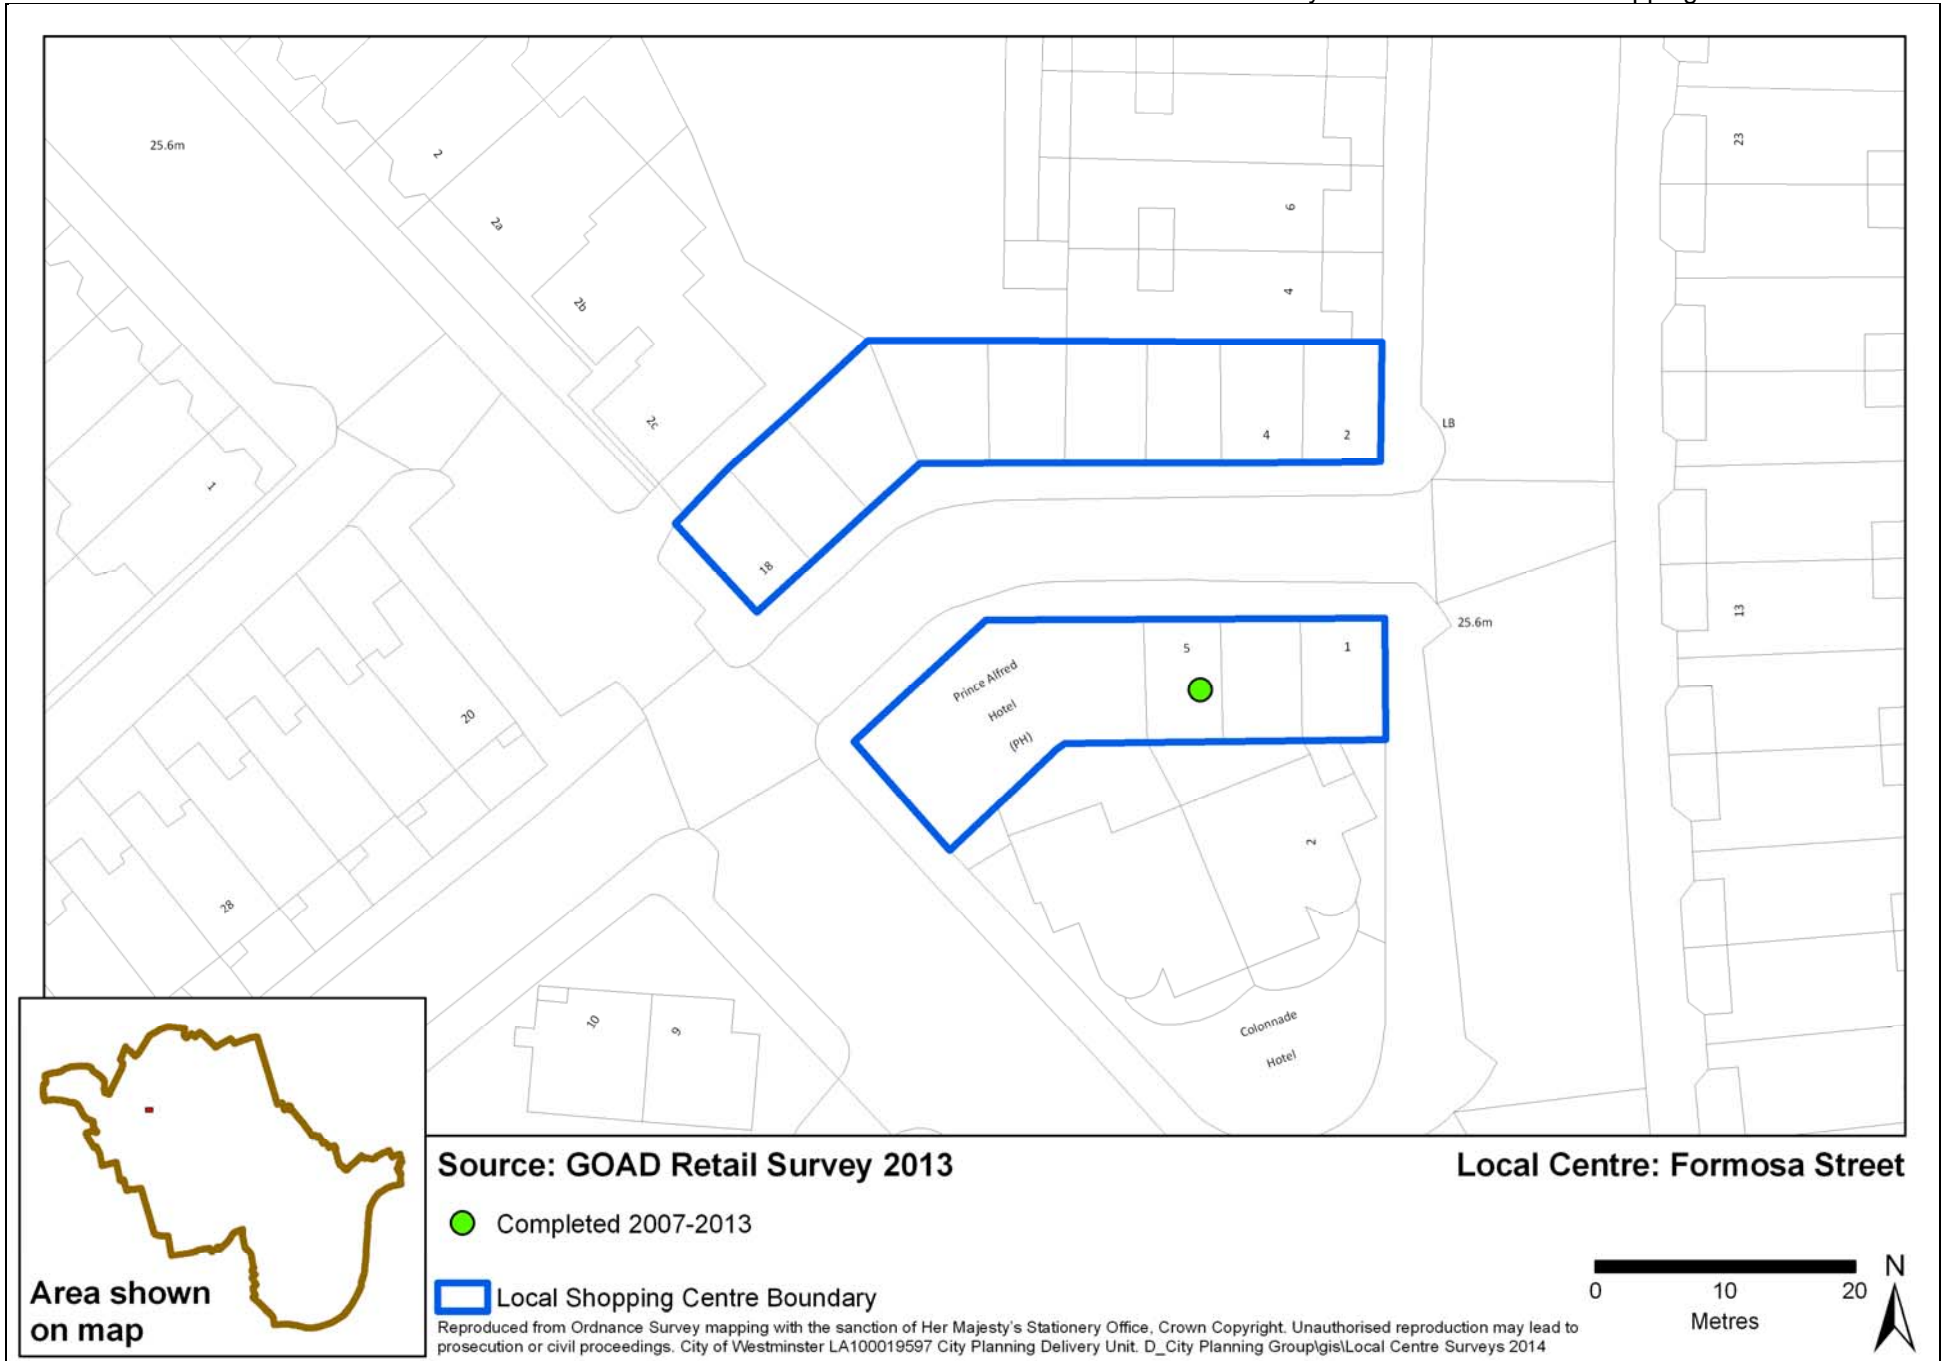 25.6m
2
2a
2b
2c
1
18
20
28
10
9
6
4
4
2
LB
23
13
25.6m
5
1
Prince Alfred
Hotel
(PH)
2
Colonnade
Hotel
Area shown
on map
Source: GOAD Retail Survey 2013
Local Centre: Formosa Street
Completed 2007-2013
Local Shopping Centre Boundary
Reproduced from Ordnance Survey mapping with the sanction of Her Majesty's Stationery Office, Crown Copyright. Unauthorised reproduction may lead to
prosecution or civil proceedings. City of Westminster LA100019597 City Planning Delivery Unit. D_City Planning Group\gis\Local Centre Surveys 2014
0 10 20
Metres
N